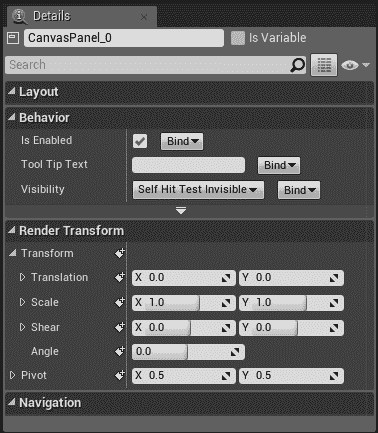 Details
CanvasPanel_0 Is Variable
Search
Layout
Behavior
Is Enabled Bind
Tool Tip Text Bind
Visibility Self Hit Test Invisible Bind
Render Transform
Transform
Translation X 0.0 Y 0.0
Scale X 1.0 Y 1.0
Shear X 0.0 Y 0.0
Angle 0.0
Pivot X 0.5 Y 0.5
Navigation